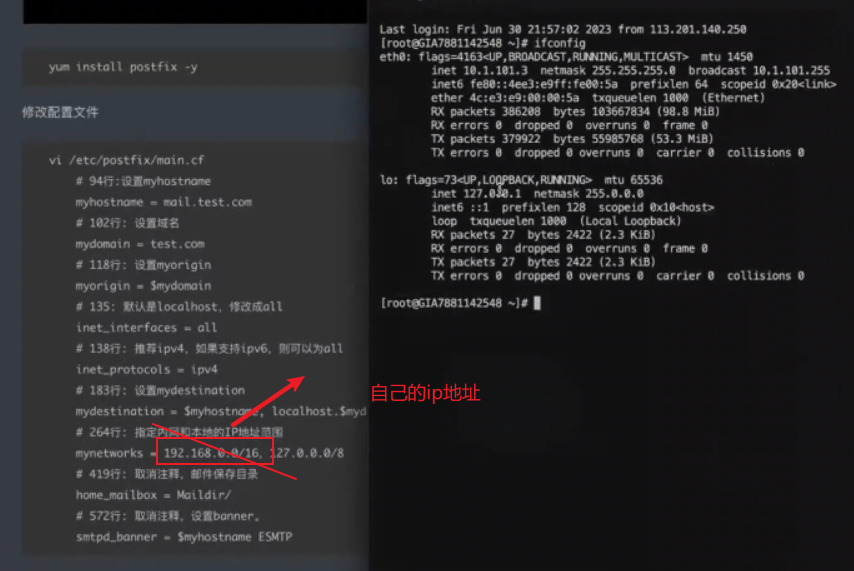 yum install postfix -y
修改配置文件
vi /etc/postfix/main.cf
# 94行:设置myhostname
myhostname = mail.test.com
# 102行: 设置域名
mydomain = test.com
# 118行: 设置myorigin
myorigin = $mydomain
# 135: 默认是localhost，修改成all
inet_interfaces = all
# 138行: 推荐ipv4，如果支持ipv6，则可以为all
inet_protocols = ipv4
# 183行: 设置mydestination
mydestination = $myhostname, localhost.$myd
# 264行: 指定内网和本地的IP地址范围
mynetworks = 192.168.0.0/16, 127.0.0.0/8
# 419行: 取消注释，邮件保存目录
home_mailbox = Maildir/
# 572行: 取消注释，设置banner。
smtpd_banner = $myhostname ESMTP
Last login: Fri Jun 30 21:57:02 2023 from 113.201.140.250
[root@GIA7881142548 ~]# ifconfig
eth0: flags=4163<UP,BROADCAST,RUNNING,MULTICAST>  mtu 1450
inet 10.1.101.3  netmask 255.255.255.0  broadcast 10.1.101.255
inet6 fe80::4ee3:e9ff:fe00:5a  prefixlen 64  scopeid 0x20<link>
ether 4c:e3:e9:00:00:5a  txqueuelen 1000  (Ethernet)
RX packets 386208  bytes 103667834 (98.8 MiB)
RX errors 0  dropped 0  overruns 0  frame 0
TX packets 379922  bytes 55985768 (53.3 MiB)
TX errors 0  dropped 0 overruns 0  carrier 0  collisions 0
lo: flags=73<UP,LOOPBACK,RUNNING>  mtu 65536
inet 127.0.0.1  netmask 255.0.0.0
inet6 ::1  prefixlen 128  scopeid 0x10<host>
loop  txqueuelen 1000  (Local Loopback)
RX packets 27  bytes 2422 (2.3 KiB)
RX errors 0  dropped 0  overruns 0  frame 0
TX packets 27  bytes 2422 (2.3 KiB)
TX errors 0  dropped 0 overruns 0  carrier 0  collisions 0
[root@GIA7881142548 ~]#
自己的ip地址